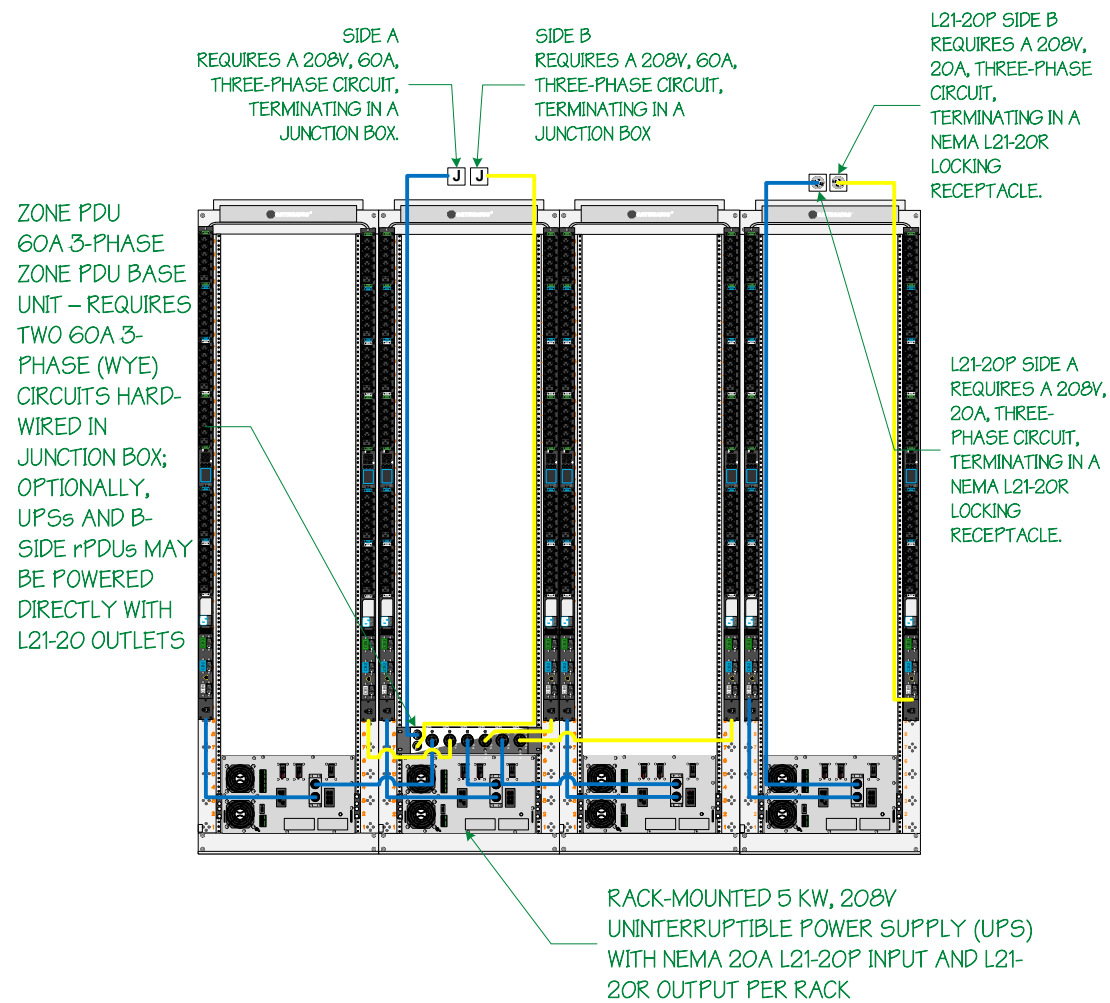 SIDE A
REQUIRES A 208V, 60A,
THREE-PHASE CIRCUIT,
TERMINATING IN A
JUNCTION BOX.
SIDE B
REQUIRES A 208V, 60A,
THREE-PHASE CIRCUIT,
TERMINATING IN A
JUNCTION BOX
L21-20P SIDE B
REQUIRES A 208V,
20A, THREE-PHASE
CIRCUIT,
TERMINATING IN A
NEMA L21-20R
LOCKING
RECEPTACLE.
J
J
ZONE PDU
60A 3-PHASE
ZONE PDU BASE
UNIT – REQUIRES
TWO 60A 3-
PHASE (WYE)
CIRCUITS HARD-
WIRED IN
JUNCTION BOX;
OPTIONALLY,
UPSs AND B-
SIDE rPDUs MAY
BE POWERED
DIRECTLY WITH
L21-20 OUTLETS
L21-20P SIDE A
REQUIRES A 208V,
20A, THREE-
PHASE CIRCUIT,
TERMINATING IN A
NEMA L21-20R
LOCKING
RECEPTACLE.
RACK-MOUNTED 5 KW, 208V
UNINTERRUPTIBLE POWER SUPPLY (UPS)
WITH NEMA 20A L21-20P INPUT AND L21-
20R OUTPUT PER RACK